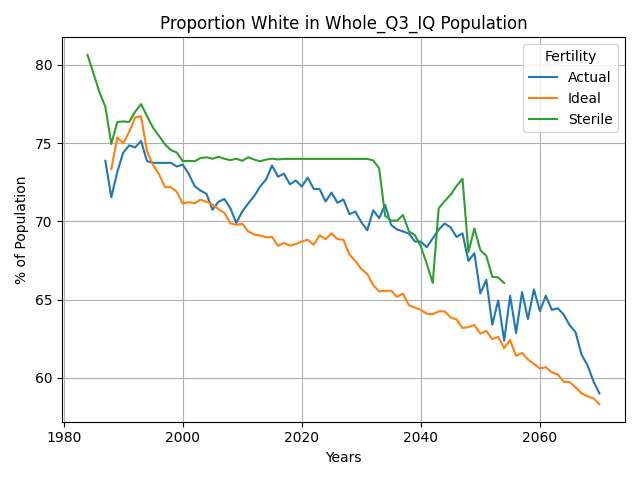 Proportion White in Whole_Q3_IQ Population
Fertility
Actual
Ideal
Sterile
% of Population
80
75
70
65
60
1980
2000
2020
2040
2060
Years